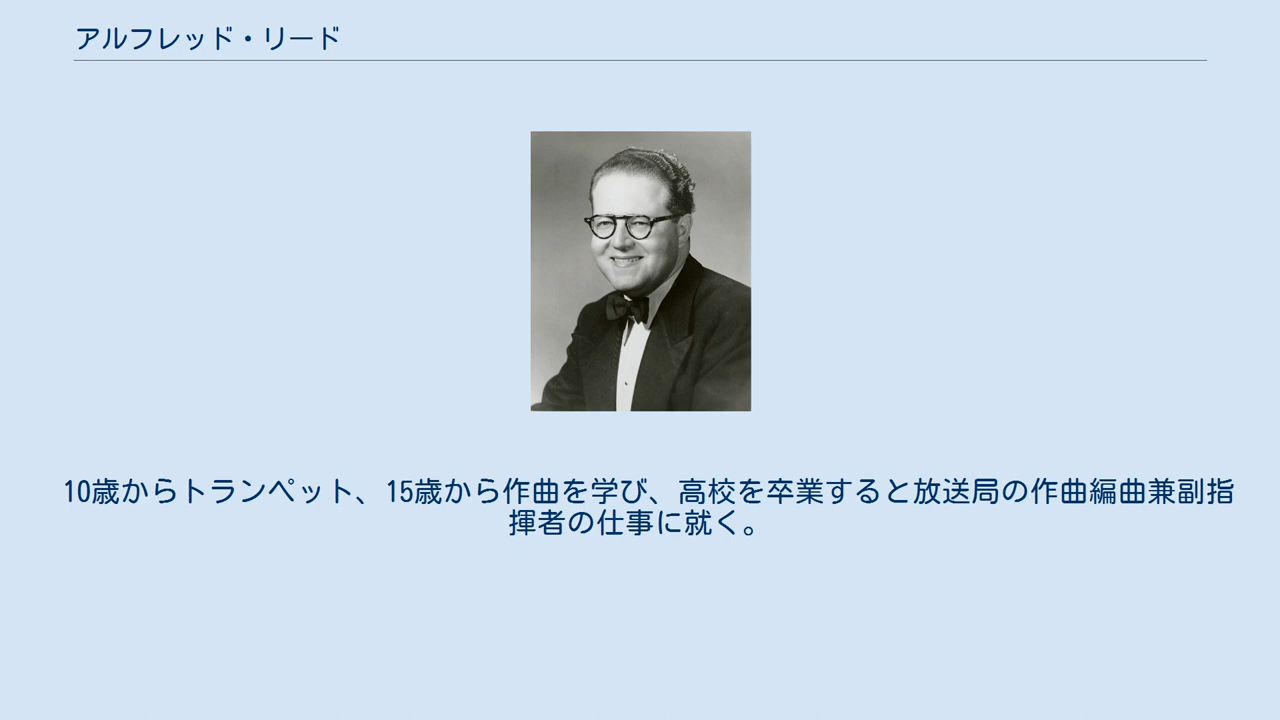 アルフレッド・リード
10歳からトランペット、15歳から作曲を学び、高校を卒業すると放送局の作曲編曲兼副指
揮者の仕事に就く。